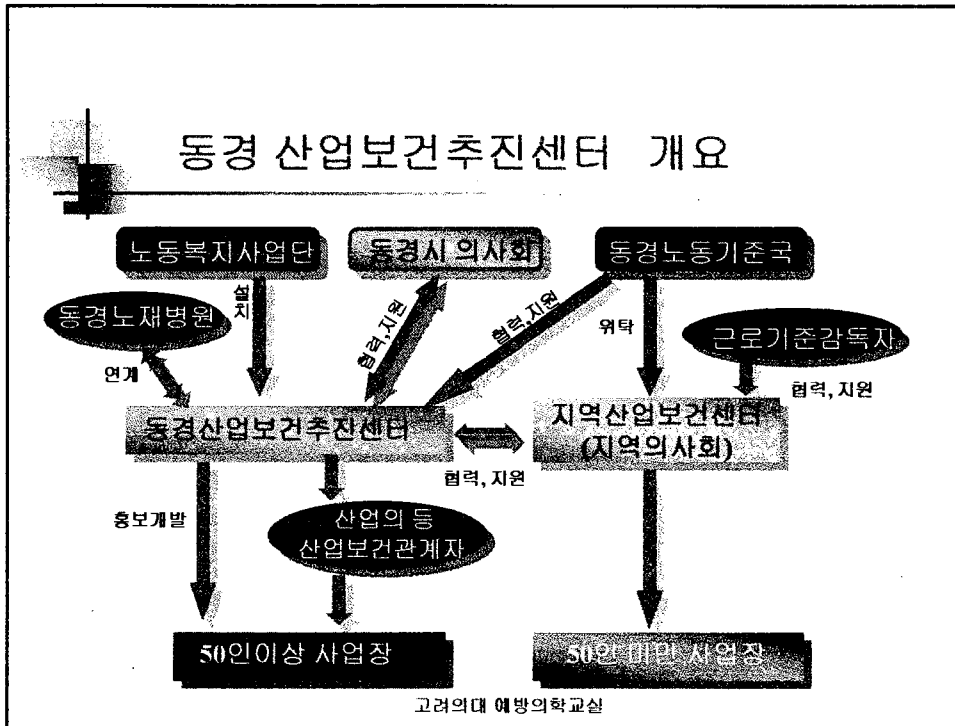 동경 산업보건추진센터 개요
노동복지사업단
동경시 의사회
동경노동기준국
설치
협력,지원
협력,지원
위탁
동경노재병원
근로기준감독자
연계
협력, 지원
동경산업보건추진센터
지역산업보건센터
(지역의사회)
협력, 지원
홍보개발
산업의 등
산업보건관계자
50인이상 사업장
50인 미만 사업장
고려의대 예방의학교실